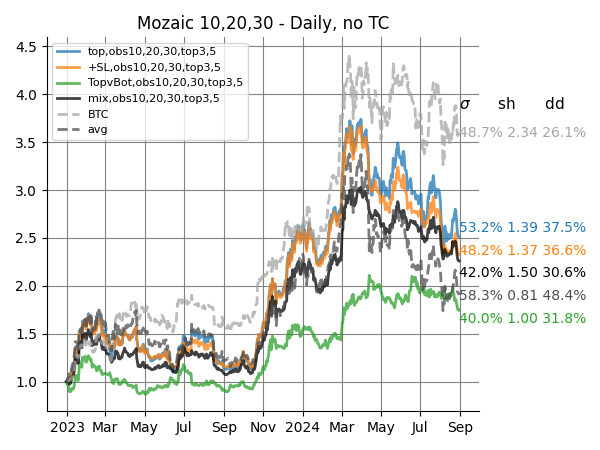 Mozaic 10,20,30 - Daily, no TC
top,obs10,20,30,top3,5
+SL,obs10,20,30,top3,5
TopvBot,obs10,20,30,top3,5
mix,obs10,20,30,top3,5
BTC
avg
4.5
4.0
3.5
3.0
2.5
2.0
1.5
1.0
σ sh dd
48.7% 2.34 26.1%
53.2% 1.39 37.5%
48.2% 1.37 36.6%
42.0% 1.50 30.6%
58.3% 0.81 48.4%
40.0% 1.00 31.8%
2023 Mar May Jul Sep Nov 2024 Mar May Jul Sep